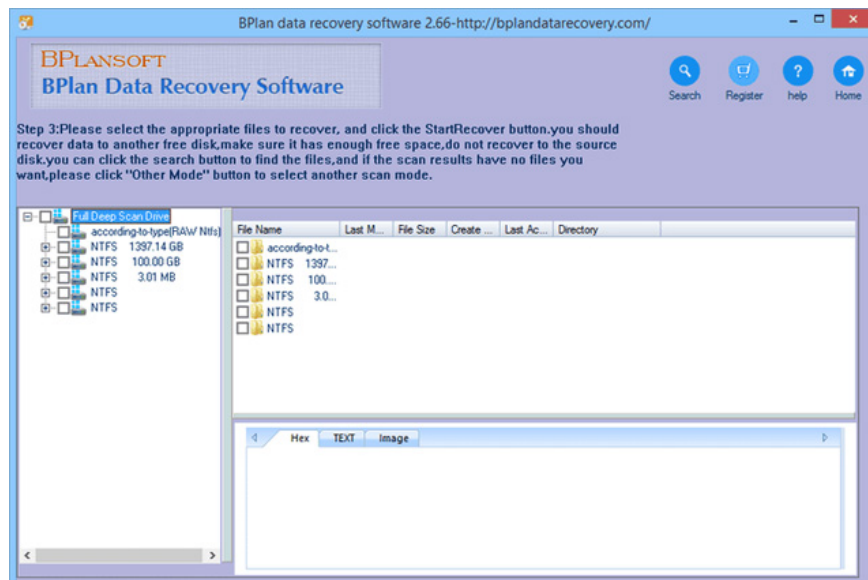 BPlan data recovery software 2.66-http://bplandatarecovery.com/
BPLANSOFT
BPlan Data Recovery Software
Search
Register
help
Home
Step 3:Please select the appropriate files to recover, and click the StartRecover button.you should
recover data to another free disk,make sure it has enough free space,do not recover to the source
disk.you can click the search button to find the files,and if the scan results have no files you
want,please click "Other Mode" button to select another scan mode.
Full Deep Scan Drive
according-to-type(RAW Ntfs)
NTFS 1397.14 GB
NTFS 100.00 GB
NTFS 3.01 MB
NTFS
NTFS
File Name Last M... File Size Create ... Last Ac... Directory
according-to-t...
NTFS 1397...
NTFS 100....
NTFS 3.0...
NTFS
NTFS
Hex TEXT Image